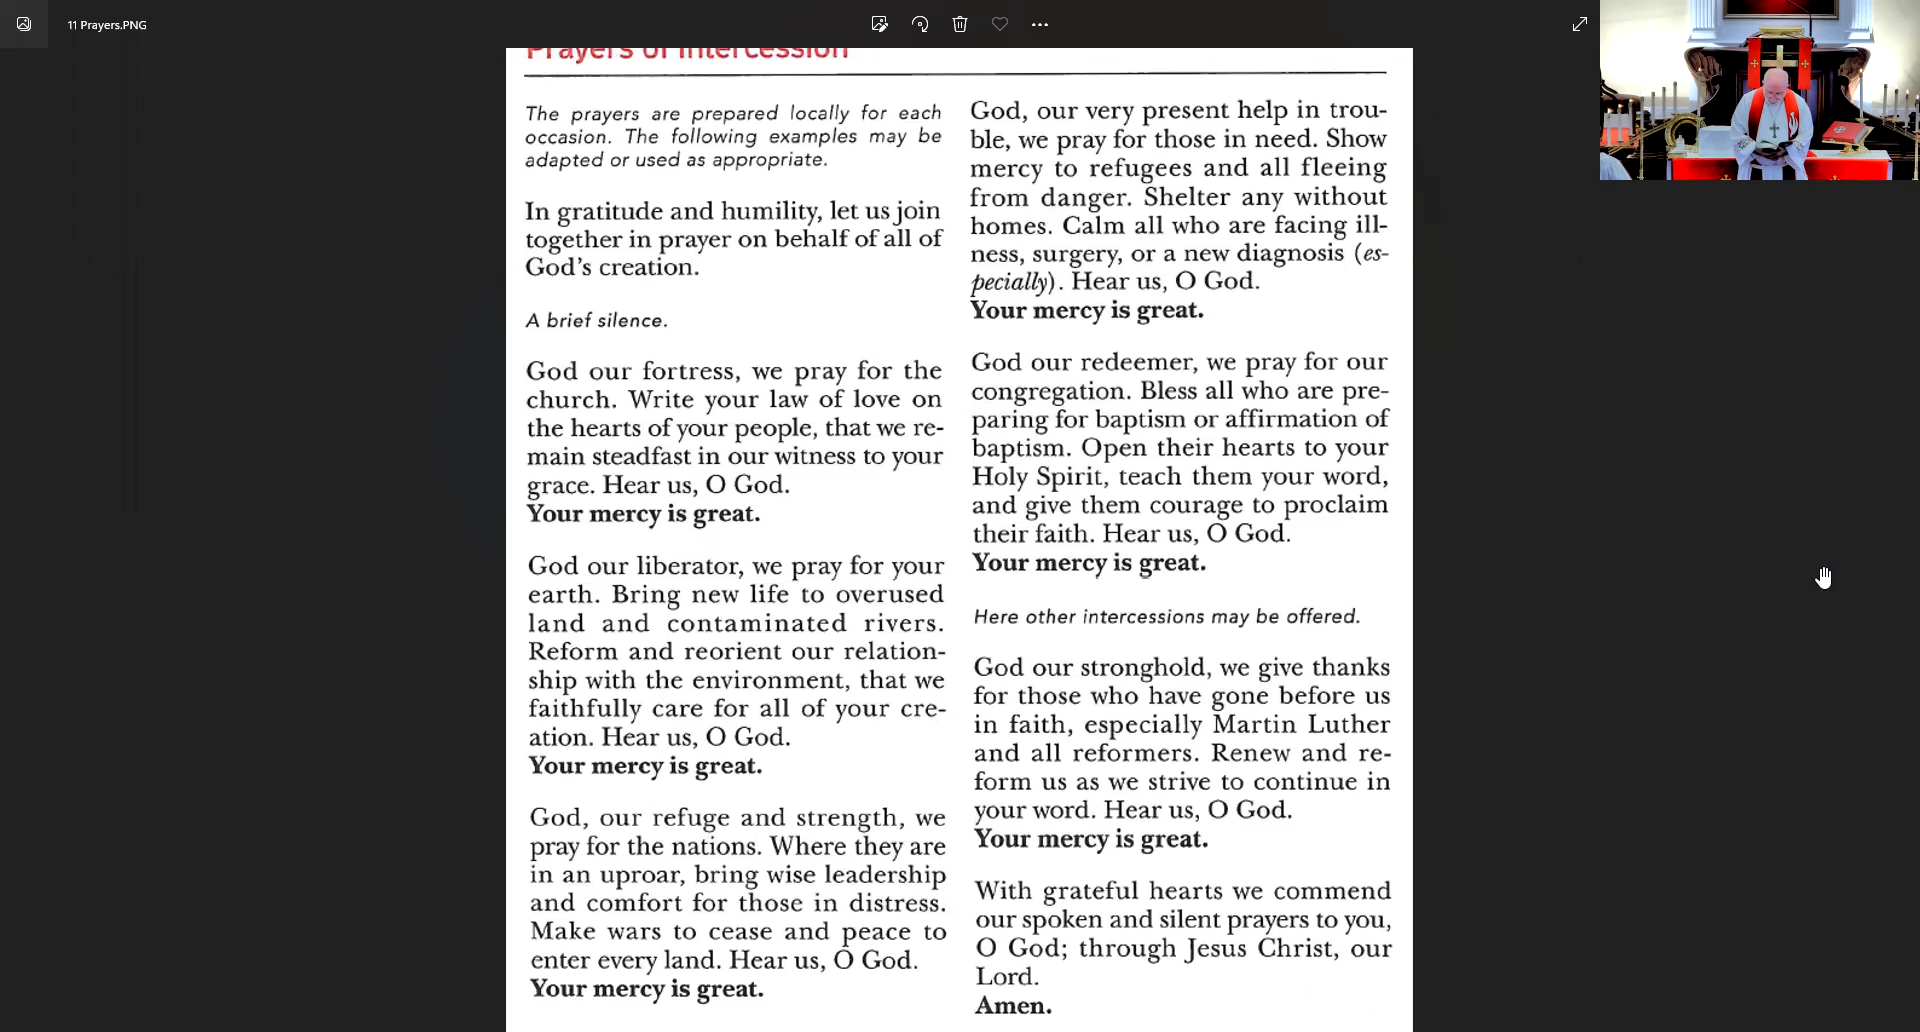 11 Prayers.PNG
Prayers of Intercession
The prayers are prepared locally for each
occasion. The following examples may be
adapted or used as appropriate.
In gratitude and humility, let us join
together in prayer on behalf of all of
God's creation.
A brief silence.
God our fortress, we pray for the
church. Write your law of love on
the hearts of your people, that we re-
main steadfast in our witness to your
grace. Hear us, O God.
Your mercy is great.
God our liberator, we pray for your
earth. Bring new life to overused
land and contaminated rivers.
Reform and reorient our relation-
ship with the environment, that we
faithfully care for all of your cre-
ation. Hear us, O God.
Your mercy is great.
God, our refuge and strength, we
pray for the nations. Where they are
in an uproar, bring wise leadership
and comfort for those in distress.
Make wars to cease and peace to
enter every land. Hear us, O God.
Your mercy is great.
God, our very present help in trou-
ble, we pray for those in need. Show
mercy to refugees and all fleeing
from danger. Shelter any without
homes. Calm all who are facing ill-
ness, surgery, or a new diagnosis (es-
pecially). Hear us, O God.
Your mercy is great.
God our redeemer, we pray for our
congregation. Bless all who are pre-
paring for baptism or affirmation of
baptism. Open their hearts to your
Holy Spirit, teach them your word,
and give them courage to proclaim
their faith. Hear us, O God.
Your mercy is great.
Here other intercessions may be offered.
God our stronghold, we give thanks
for those who have gone before us
in faith, especially Martin Luther
and all reformers. Renew and re-
form us as we strive to continue in
your word. Hear us, O God.
Your mercy is great.
With grateful hearts we commend
our spoken and silent prayers to you,
O God; through Jesus Christ, our
Lord.
Amen.